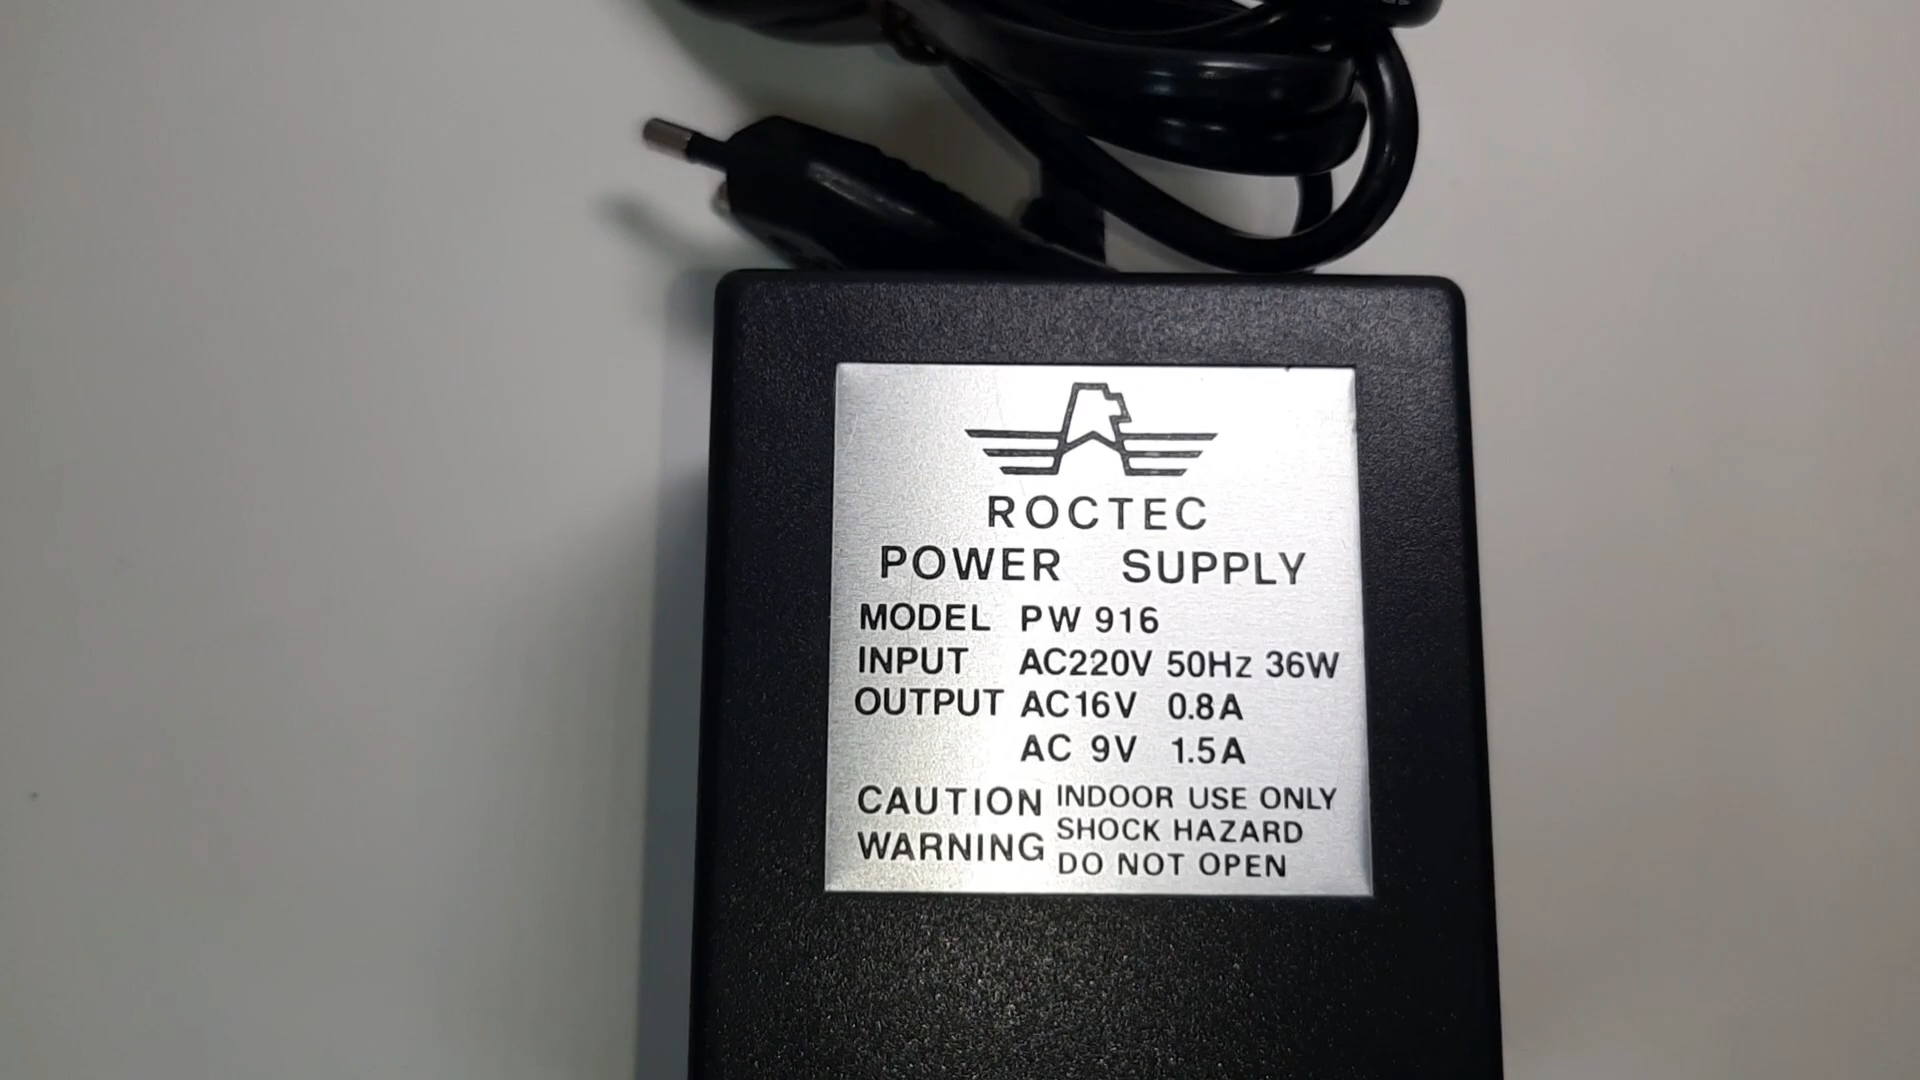 ROCTEC
POWER SUPPLY
MODEL PW 916
INPUT AC220V 50Hz 36W
OUTPUT AC16V 0.8A
AC 9V 1.5A
CAUTION INDOOR USE ONLY
WARNING SHOCK HAZARD
DO NOT OPEN